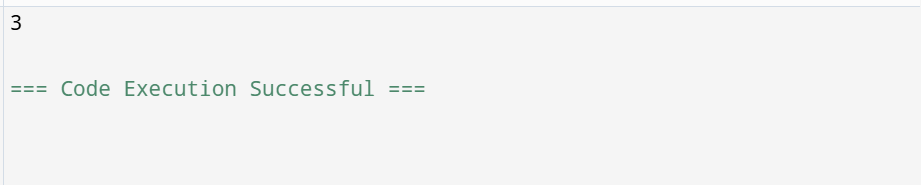 3
=== Code Execution Successful ===